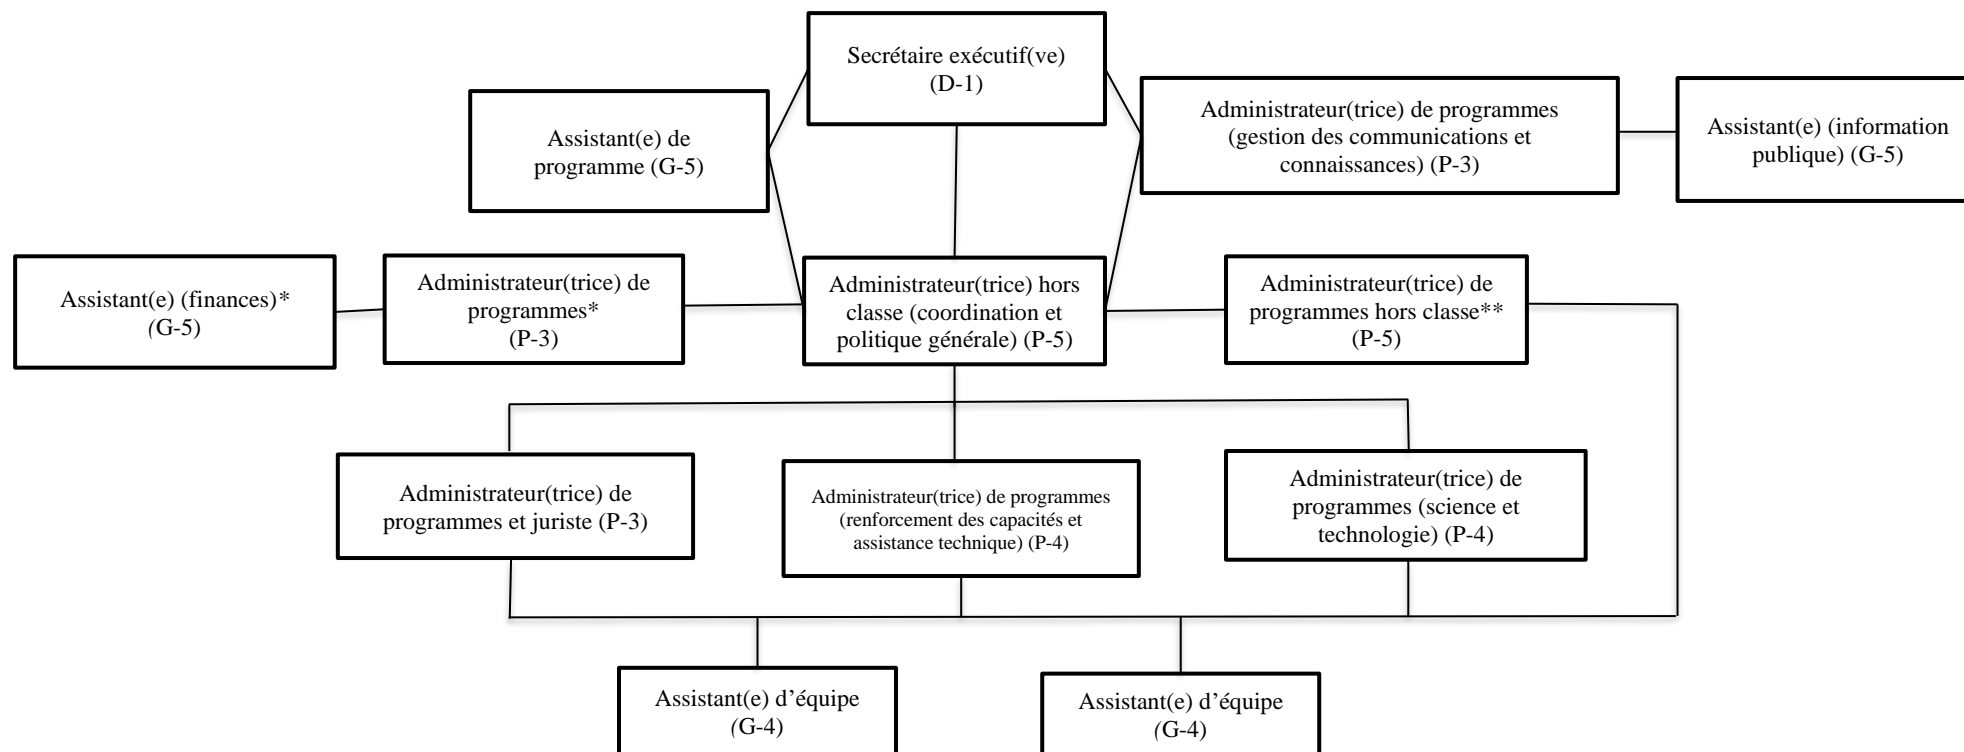 Secrétaire exécutif(ve)
(D-1)
Assistant(e) de
programme (G-5)
Administrateur(trice) de programmes
(gestion des communications et
connaissances) (P-3)
Assistant(e) (information
publique) (G-5)
Assistant(e) (finances)*
(G-5)
Administrateur(trice) de
programmes*
(P-3)
Administrateur(trice) hors
classe (coordination et
politique générale) (P-5)
Administrateur(trice) de
programmes hors classe**
(P-5)
Administrateur(trice) de
programmes et juriste (P-3)
Administrateur(trice) de programmes
(renforcement des capacités et
assistance technique) (P-4)
Administrateur(trice) de
programmes (science et
technologie) (P-4)
Assistant(e) d’équipe
(G-4)
Assistant(e) d’équipe
(G-4)